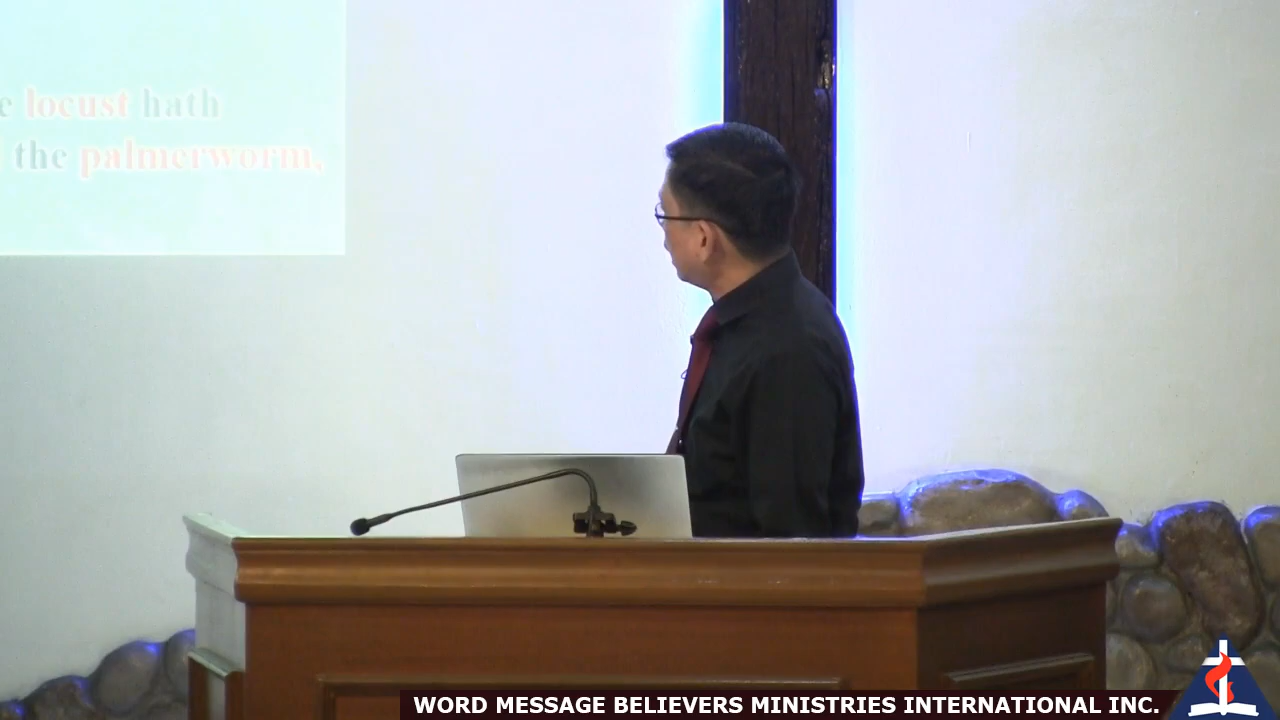 locust hath
the palmerworm,
WORD MESSAGE BELIEVERS MINISTRIES INTERNATIONAL INC.